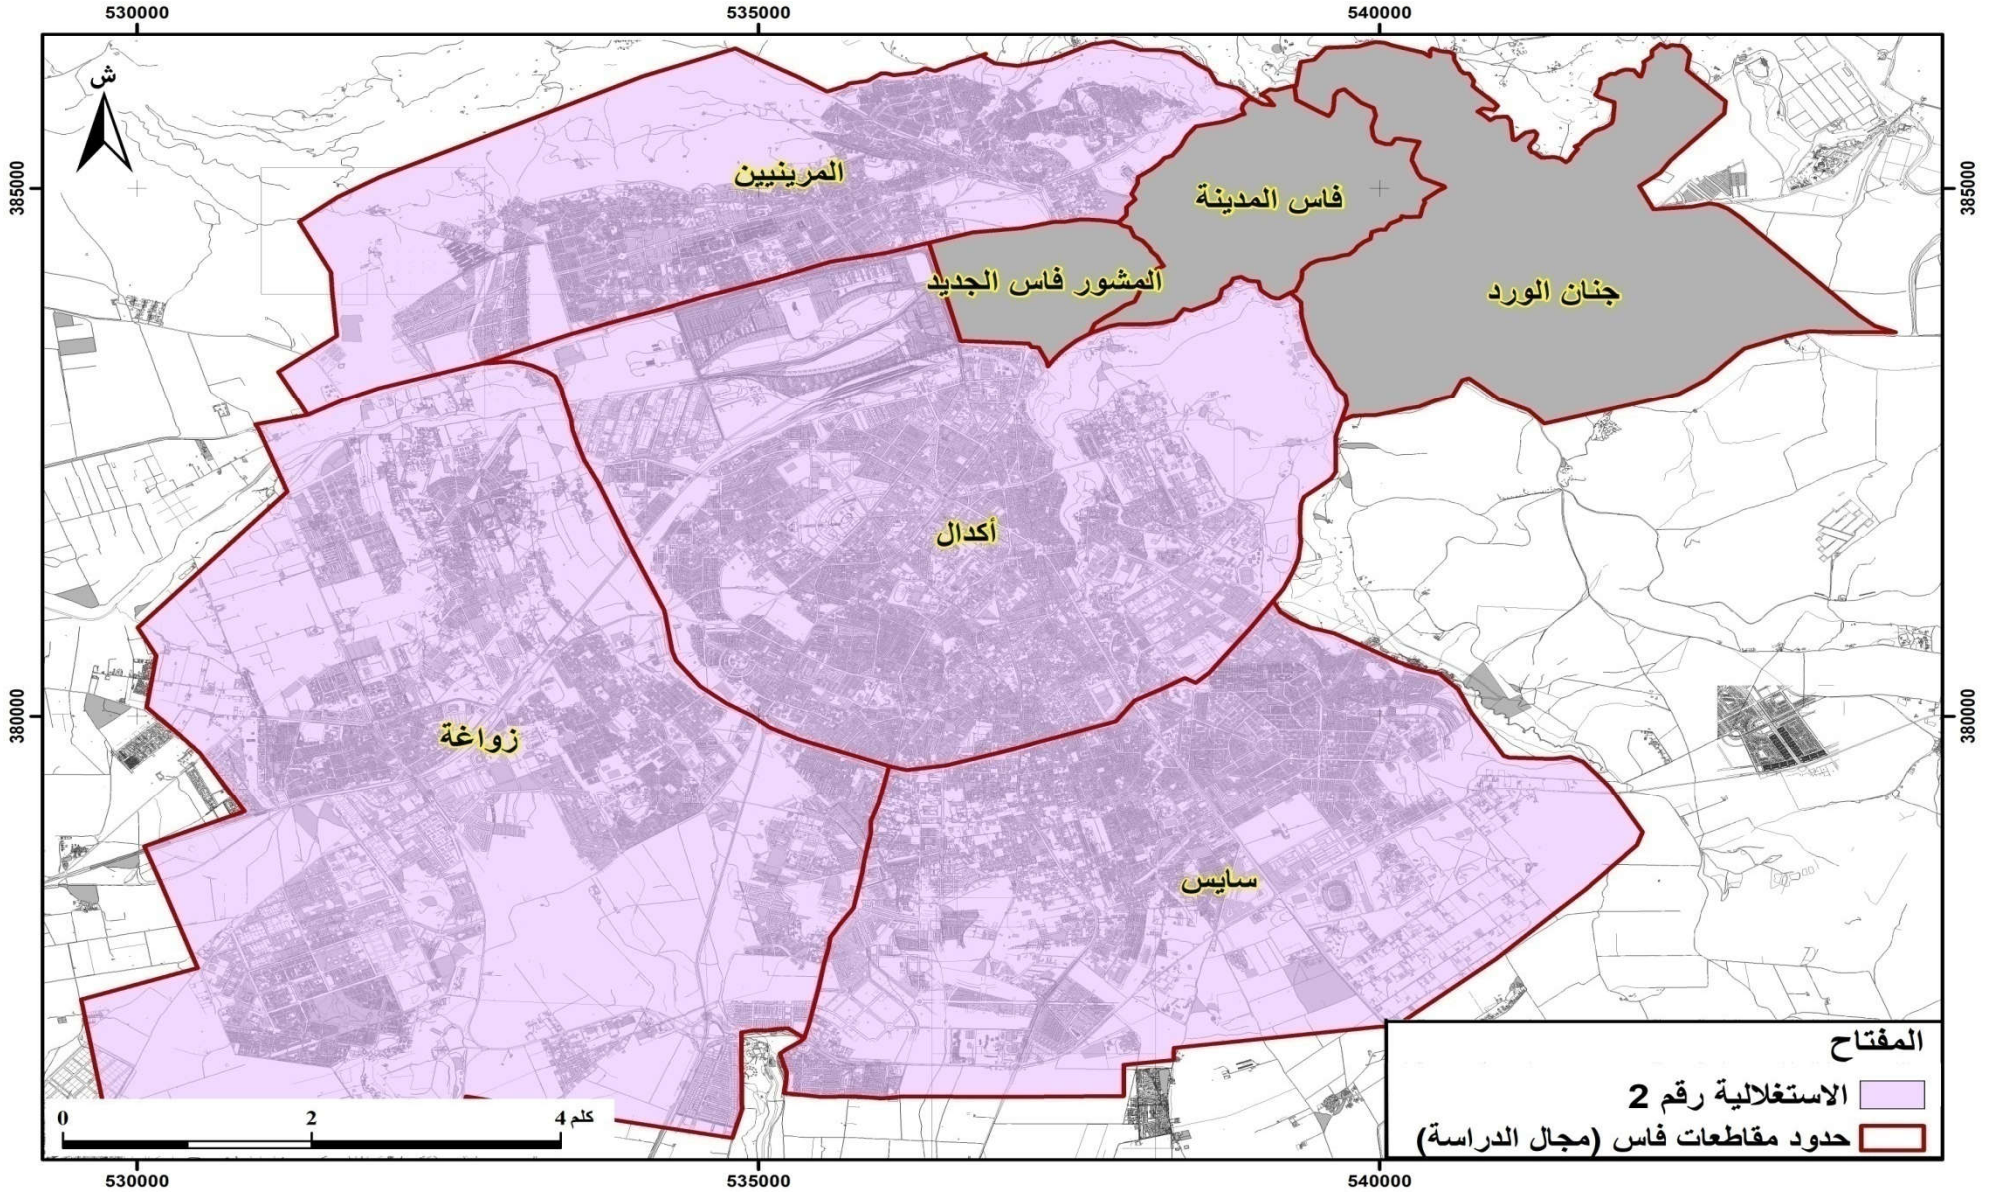 530000
535000
540000
ش
385000
385000
المرينيين
فاس المدينة
المشور فاس الجديد
جنان الورد
أكدال
380000
380000
زواغة
سايس
المفتاح
الاستغلالية رقم 2
حدود مقاطعات فاس (مجال الدراسة)
0 2 4 كلم
530000
535000
540000